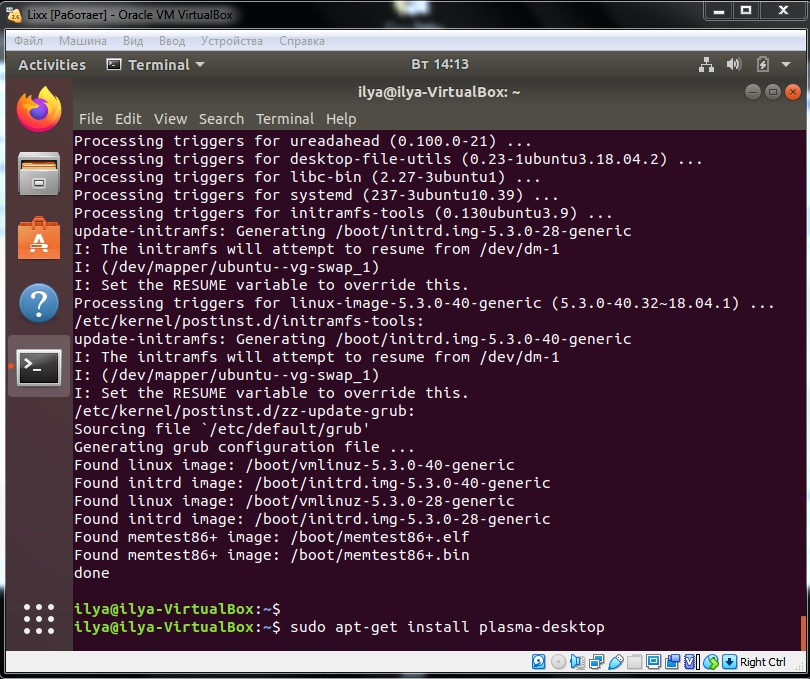 Lixx [Работает] - Oracle VM VirtualBox
Файл Машина Вид Ввод Устройства Справка
Activities Terminal Вт 14:13
ilya@ilya-VirtualBox: ~
File Edit View Search Terminal Help
Processing triggers for ureadahead (0.100.0-21) ...
Processing triggers for desktop-file-utils (0.23-1ubuntu3.18.04.2) ...
Processing triggers for libc-bin (2.27-3ubuntu1) ...
Processing triggers for systemd (237-3ubuntu10.39) ...
Processing triggers for initramfs-tools (0.130ubuntu3.9) ...
update-initramfs: Generating /boot/initrd.img-5.3.0-28-generic
I: The initramfs will attempt to resume from /dev/dm-1
I: (/dev/mapper/ubuntu--vg-swap_1)
I: Set the RESUME variable to override this.
Processing triggers for linux-image-5.3.0-40-generic (5.3.0-40.32~18.04.1) ...
/etc/kernel/postinst.d/initramfs-tools:
update-initramfs: Generating /boot/initrd.img-5.3.0-40-generic
I: The initramfs will attempt to resume from /dev/dm-1
I: (/dev/mapper/ubuntu--vg-swap_1)
I: Set the RESUME variable to override this.
/etc/kernel/postinst.d/zz-update-grub:
Sourcing file `/etc/default/grub'
Generating grub configuration file ...
Found linux image: /boot/vmlinuz-5.3.0-40-generic
Found initrd image: /boot/initrd.img-5.3.0-40-generic
Found linux image: /boot/vmlinuz-5.3.0-28-generic
Found initrd image: /boot/initrd.img-5.3.0-28-generic
Found memtest86+ image: /boot/memtest86+.elf
Found memtest86+ image: /boot/memtest86+.bin
done
ilya@ilya-VirtualBox:~$
ilya@ilya-VirtualBox:~$ sudo apt-get install plasma-desktop
Right Ctrl